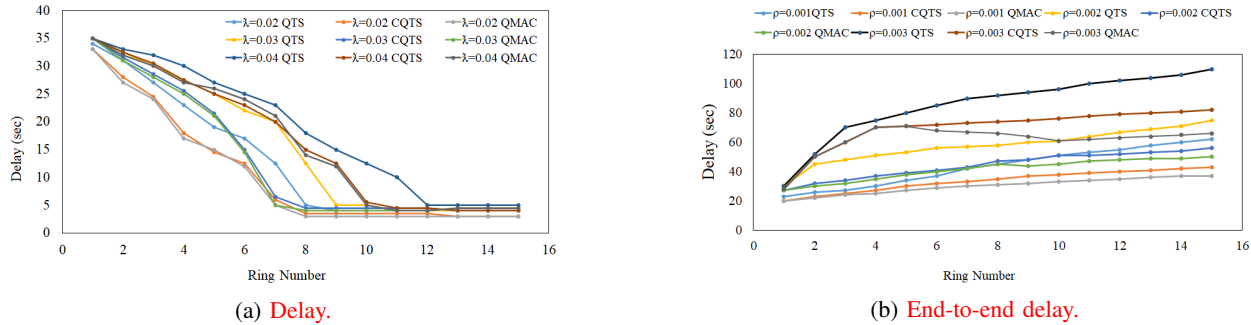 40
35
30
25
20
15
10
5
0
Delay (sec)
λ=0.02 QTS λ=0.02 CQTS λ=0.02 QMAC
λ=0.03 QTS λ=0.03 CQTS λ=0.03 QMAC
λ=0.04 QTS λ=0.04 CQTS λ=0.04 QMAC
0 2 4 6 8 10 12 14 16
Ring Number
(a) Delay.
ρ=0.001QTS ρ=0.001 CQTS ρ=0.001 QMAC ρ=0.002 QTS ρ=0.002 CQTS
ρ=0.002 QMAC ρ=0.003 QTS ρ=0.003 CQTS ρ=0.003 QMAC
120
100
80
60
40
20
0
Delay (sec)
0 2 4 6 8 10 12 14 16
Ring Number
(b) End-to-end delay.